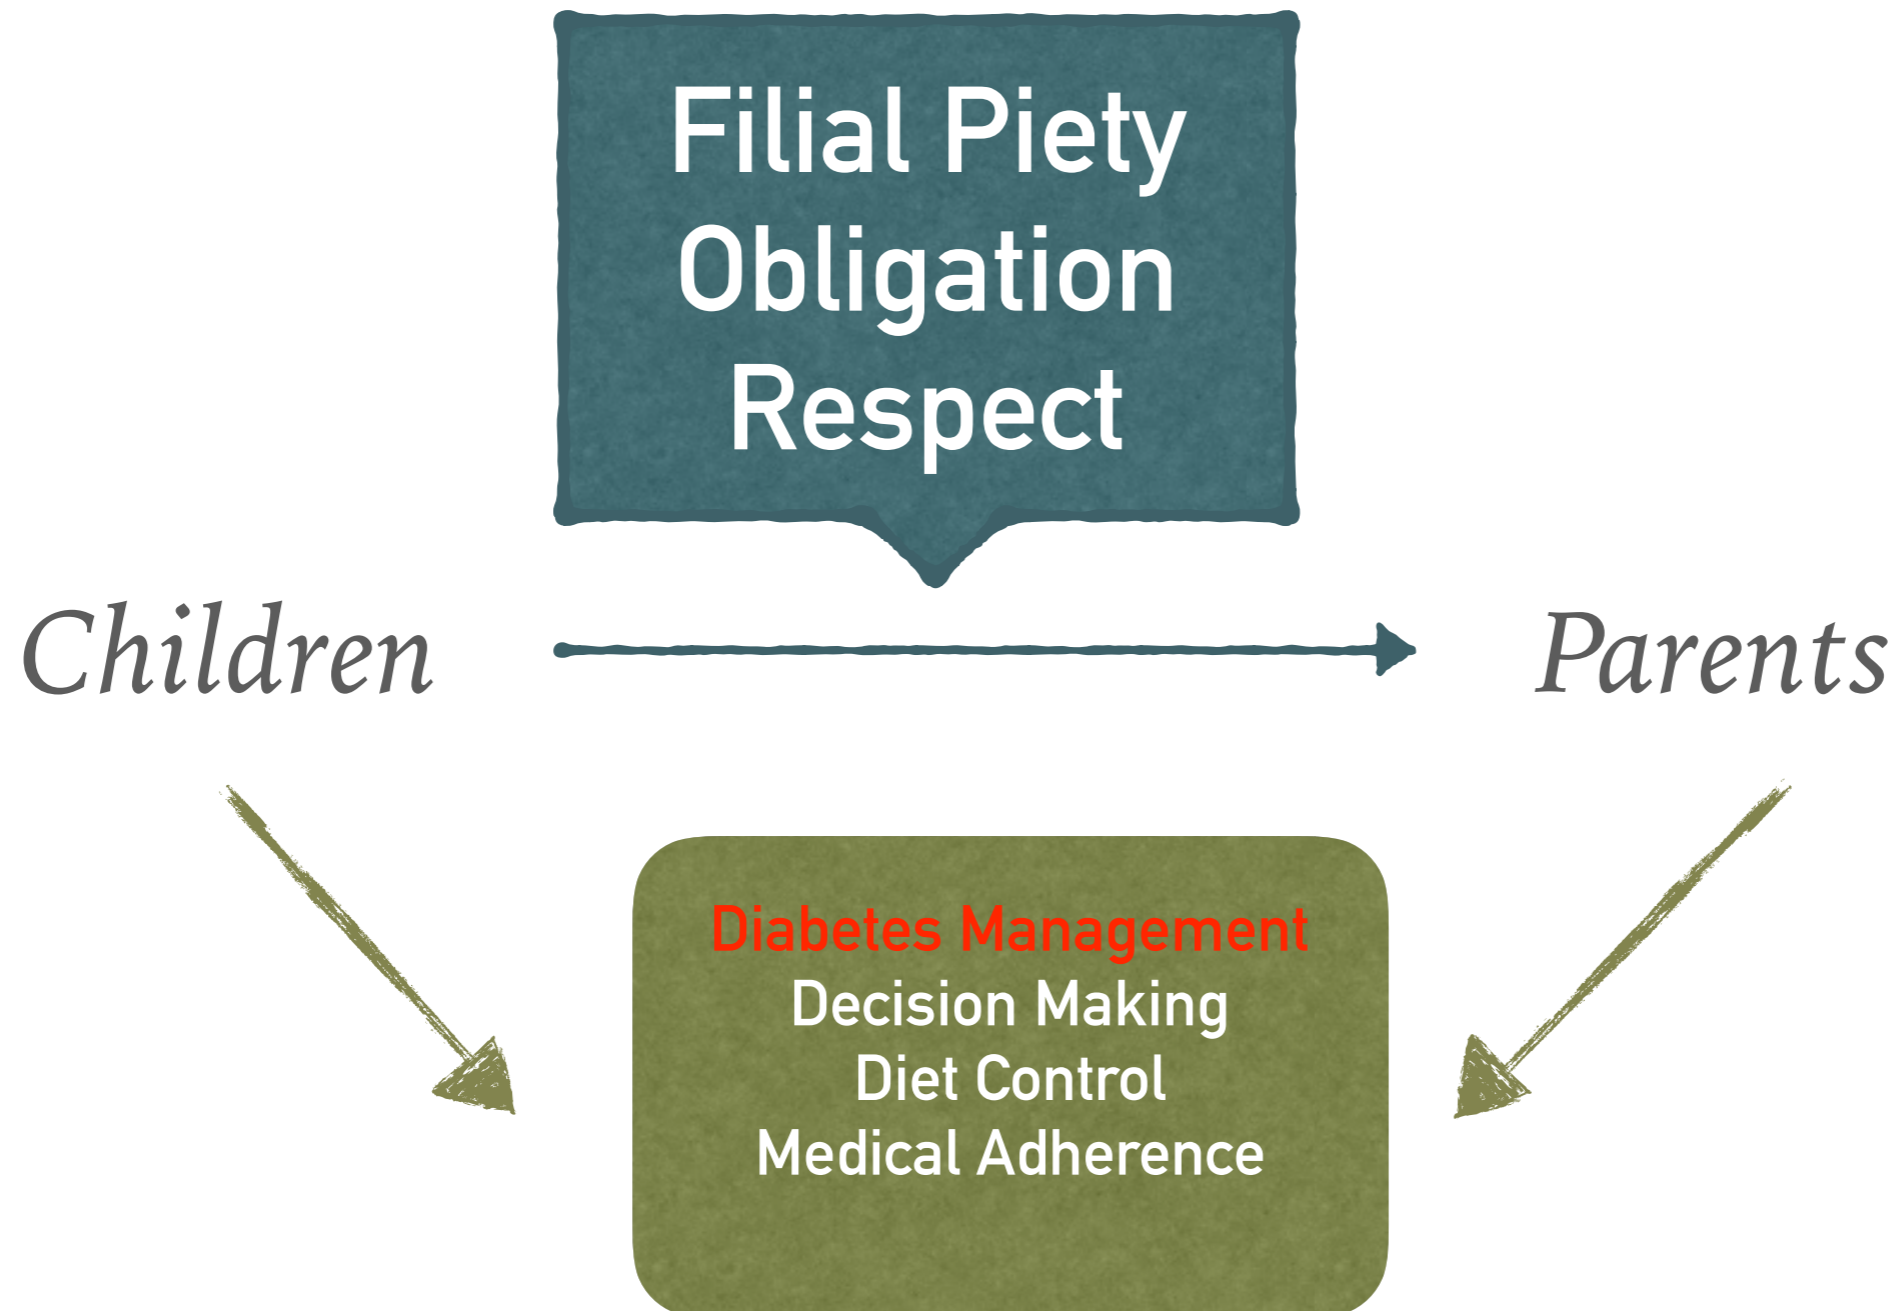 Filial Piety
Obligation
Respect
Children
Parents
Diabetes Management
Decision Making
Diet Control
Medical Adherence